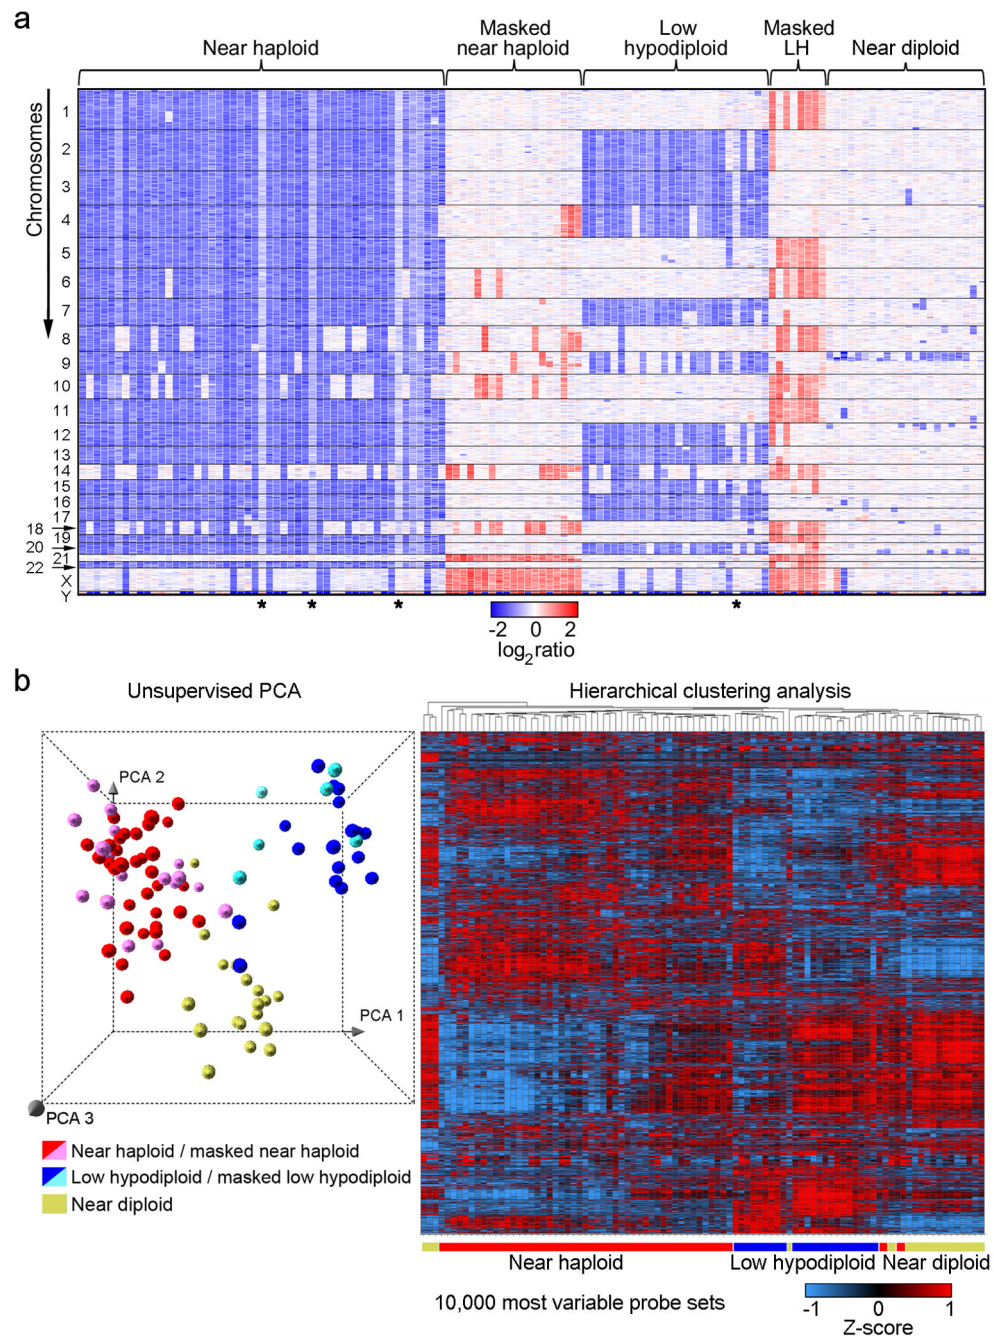 a
Near haploid
Masked
near haploid
Low
hypodiploid
Masked
LH
Near diploid
Chromosomes
1
2
3
4
5
6
7
8
9
10
11
12
13
14
15
16
17
18
19
20
21
22
X
Y
* * * *
-2 0 2
log2ratio
b
Unsupervised PCA
Hierarchical clustering analysis
PCA 2
PCA 1
PCA 3
Near haploid / masked near haploid
Low hypodiploid / masked low hypodiploid
Near diploid
Near haploid
Low hypodiploid
Near diploid
10,000 most variable probe sets
-1 0 1
Z-score